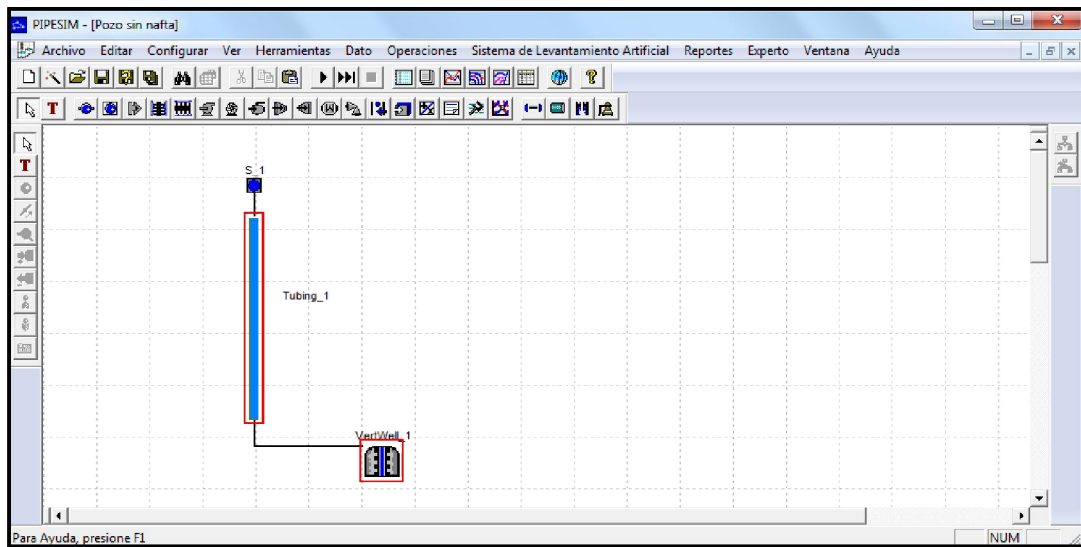 PIPESIM - [Pozo sin nafta]
Archivo Editar Configurar Ver Herramientas Dato Operaciones Sistema de Levantamiento Artificial Reportes Experto Ventana Ayuda
T
T
S_1
Tubing_1
VertWell_1
Para Ayuda, presione F1
NUM